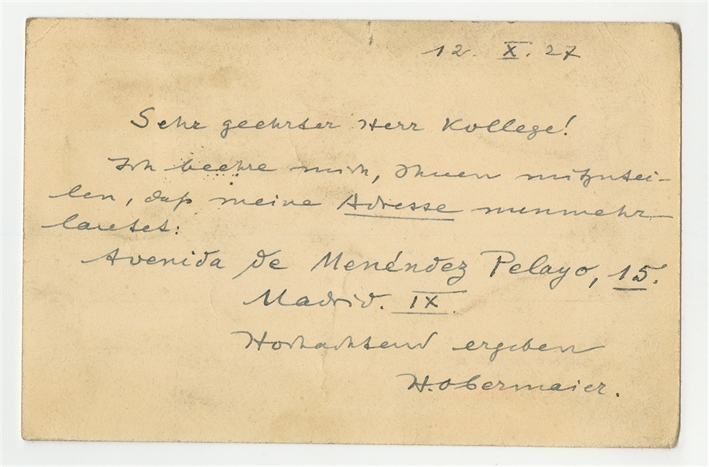 12. X. 27
Sehr geehrter Herr Kollege!
Ich beehre mich, Ihnen mitzutei-
len, daß meine Adresse nunmehr
lautet:
Avenida de Menéndez Pelayo, 15.
Madrid. IX.
Hochachtend ergeben
H. Obermaier.